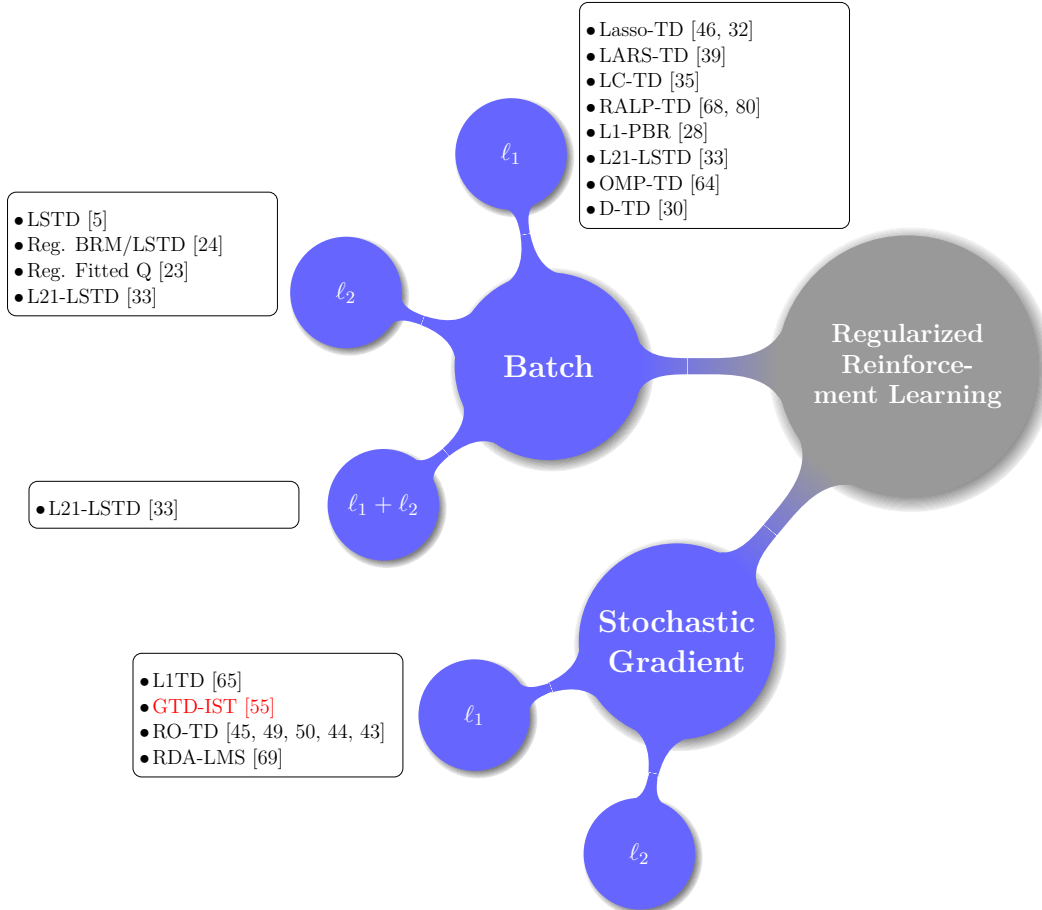 • Lasso-TD [46, 32]
• LARS-TD [39]
• LC-TD [35]
• RALP-TD [68, 80]
• L1-PBR [28]
• L21-LSTD [33]
• OMP-TD [64]
• D-TD [30]
ℓ₁
• LSTD [5]
• Reg. BRM/LSTD [24]
• Reg. Fitted Q [23]
• L21-LSTD [33]
ℓ₂
Batch
Regularized
Reinforce-
ment Learning
• L21-LSTD [33]
ℓ₁ + ℓ₂
Stochastic
Gradient
• L1TD [65]
• GTD-IST [55]
• RO-TD [45, 49, 50, 44, 43]
• RDA-LMS [69]
ℓ₁
ℓ₂